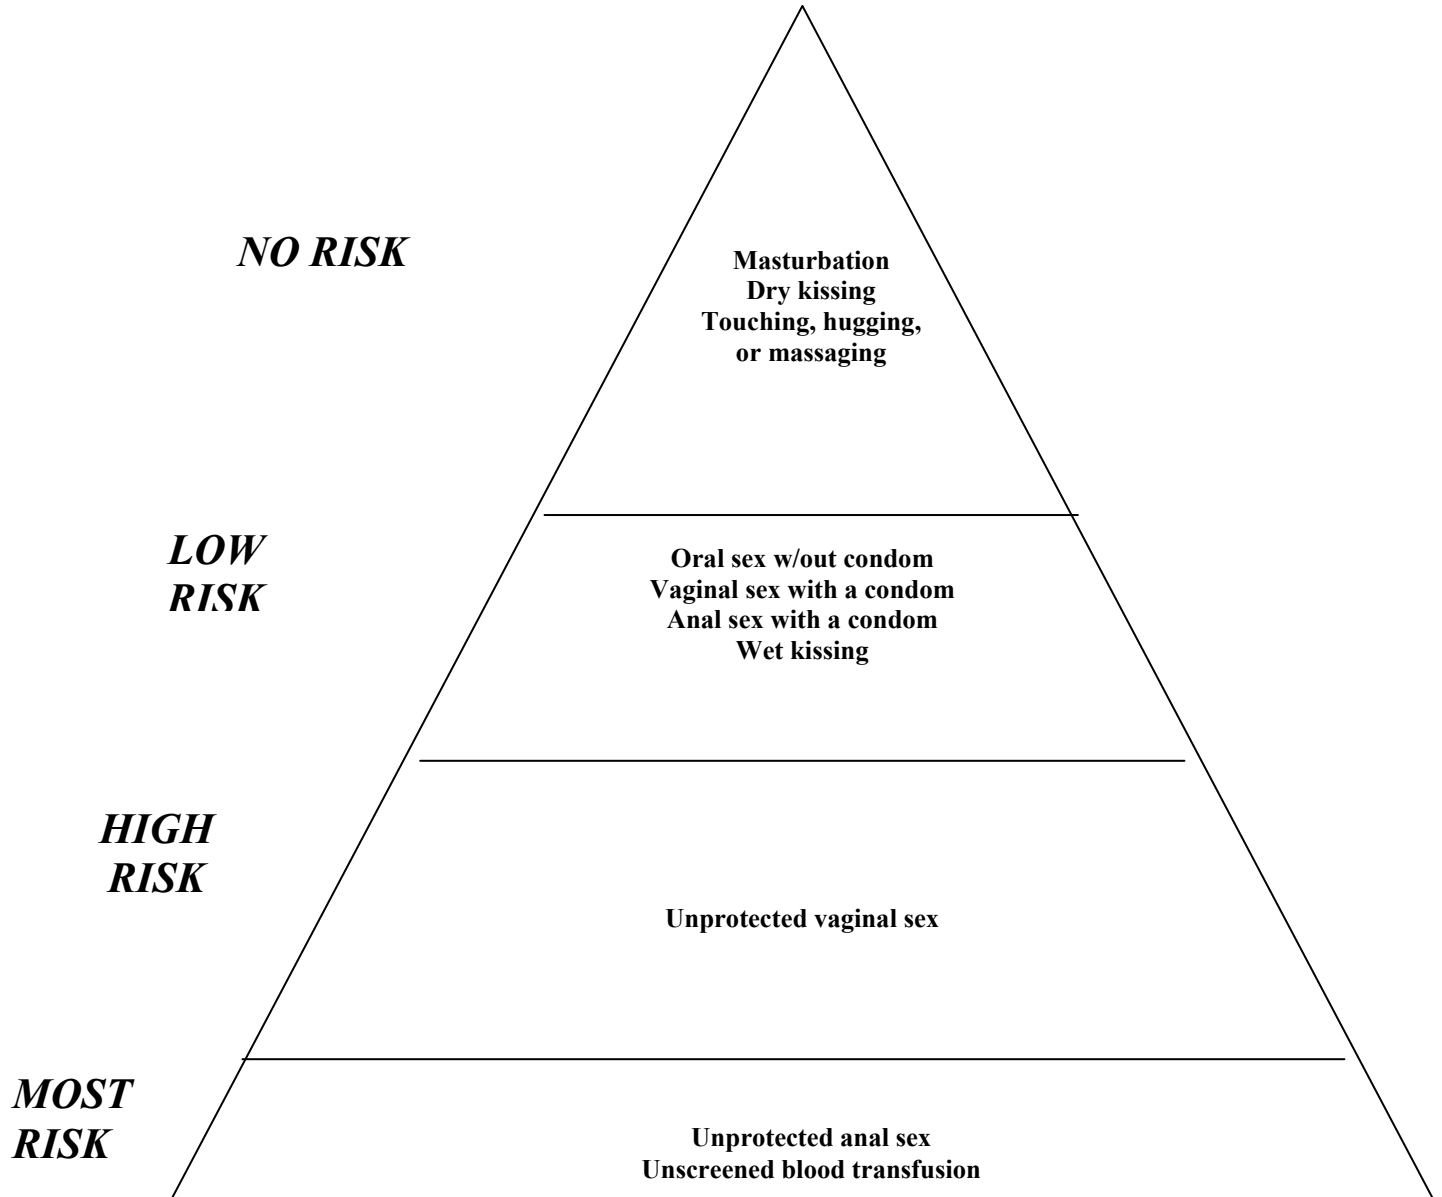 NO RISK
Masturbation
Dry kissing
Touching, hugging,
or massaging
LOW
RISK
Oral sex w/out condom
Vaginal sex with a condom
Anal sex with a condom
Wet kissing
HIGH
RISK
Unprotected vaginal sex
MOST
RISK
Unprotected anal sex
Unscreened blood transfusion